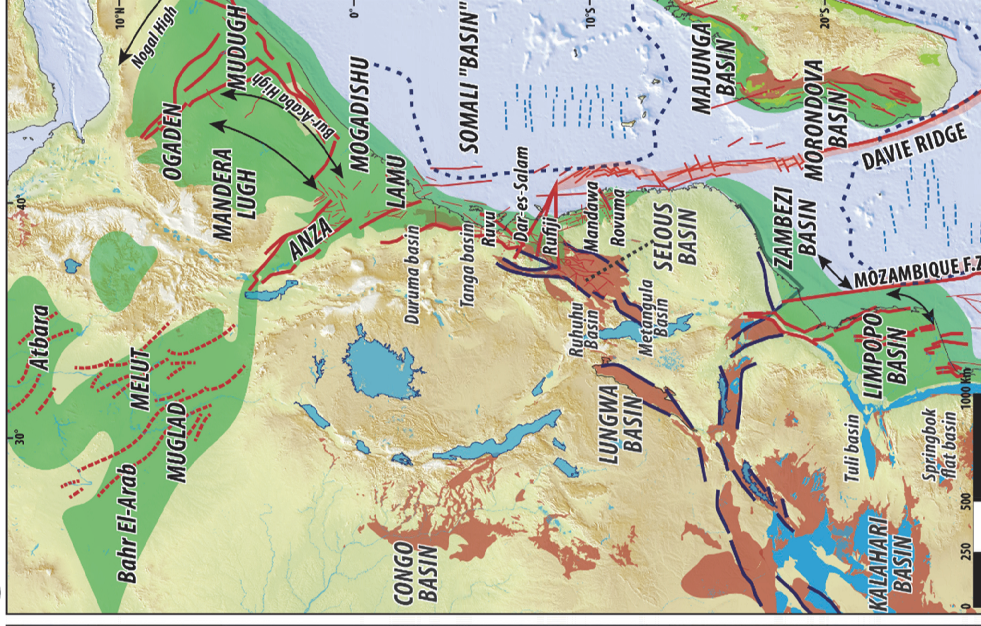 10°N
0°
10°S
20°S
Nogal High
MUDUGH
Bur-Acaba High
OGADEN
MOGADISHU
SOMALI "BASIN"
MAJUNGA
BASIN
MORONDOVA
BASIN
DAVIE RIDGE
MANDERA
LUGH
LAMU
40°
ANZA
Duruma basin
Tanga basin
Ruvu
Dar-es-Salam
Rufiji
Mandawa
Rovuma
SELOUS
BASIN
ZAMBEZI
BASIN
MOZAMBIQUE F.Z
Atbara
MELUT
MUGLAD
Bahr El-Arab
30°
Ruhuhu
Basin
Metangula
Basin
LUNGWA
BASIN
LIMPOPO
BASIN
Tuli basin
Springbok
flat basin
CONGO
BASIN
KALAHARI
BASIN
0
250
500
1000 Km